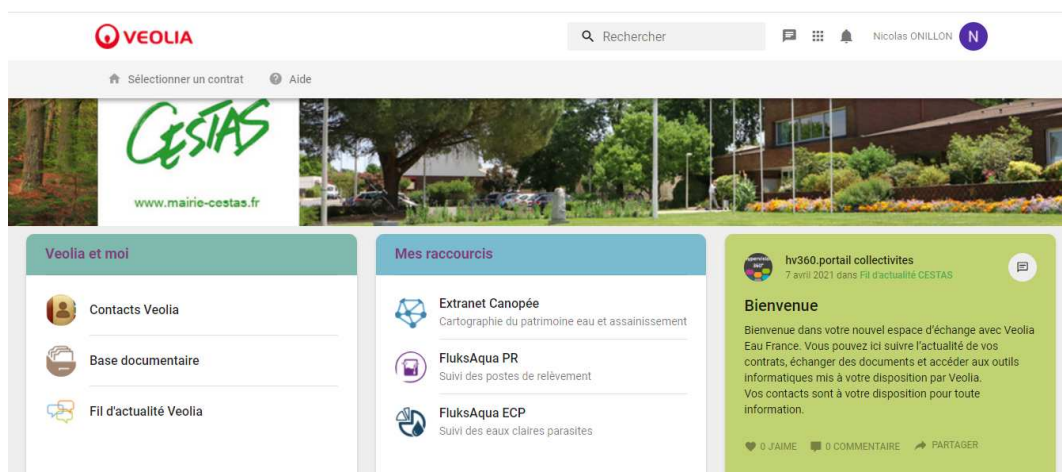 VEOLIA
Rechercher
Nicolas ONILLON
N
Sélectionner un contrat
Aide
CESTAS
www.mairie-cestas.fr
Veolia et moi
Contacts Veolia
Base documentaire
Fil d'actualité Veolia
Mes raccourcis
Extranet Canopée
Cartographie du patrimoine eau et assainissement
FluksAqua PR
Suivi des postes de relèvement
FluksAqua ECP
Suivi des eaux claires parasites
hv360.portail collectivites
7 avril 2021 dans Fil d'actualité CESTAS
Bienvenue
Bienvenue dans votre nouvel espace d'échange avec Veolia
Eau France. Vous pouvez ici suivre l'actualité de vos
contrats, échanger des documents et accéder aux outils
informatiques mis à votre disposition par Veolia.
Vos contacts sont à votre disposition pour toute
information.
0 J'AIME
0 COMMENTAIRE
PARTAGER